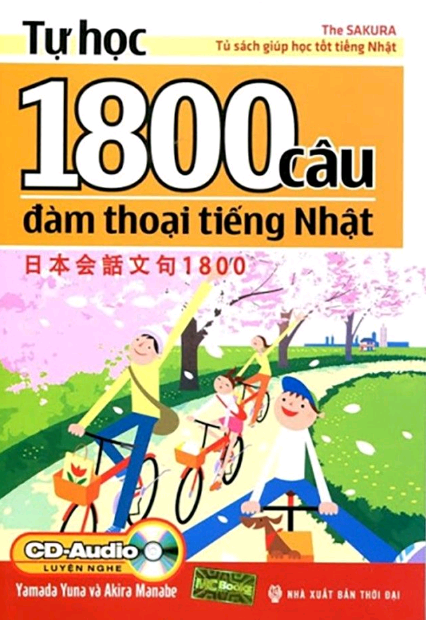 Tự học
The SAKURA
Tủ sách giúp học tốt tiếng Nhật
1800 câu
đàm thoại tiếng Nhật
日本会話文句1800
CD-Audio
LUYỆN NGHE
Yamada Yuna và Akira Manabe
MCBooks
NHÀ XUẤT BẢN THỜI ĐẠI